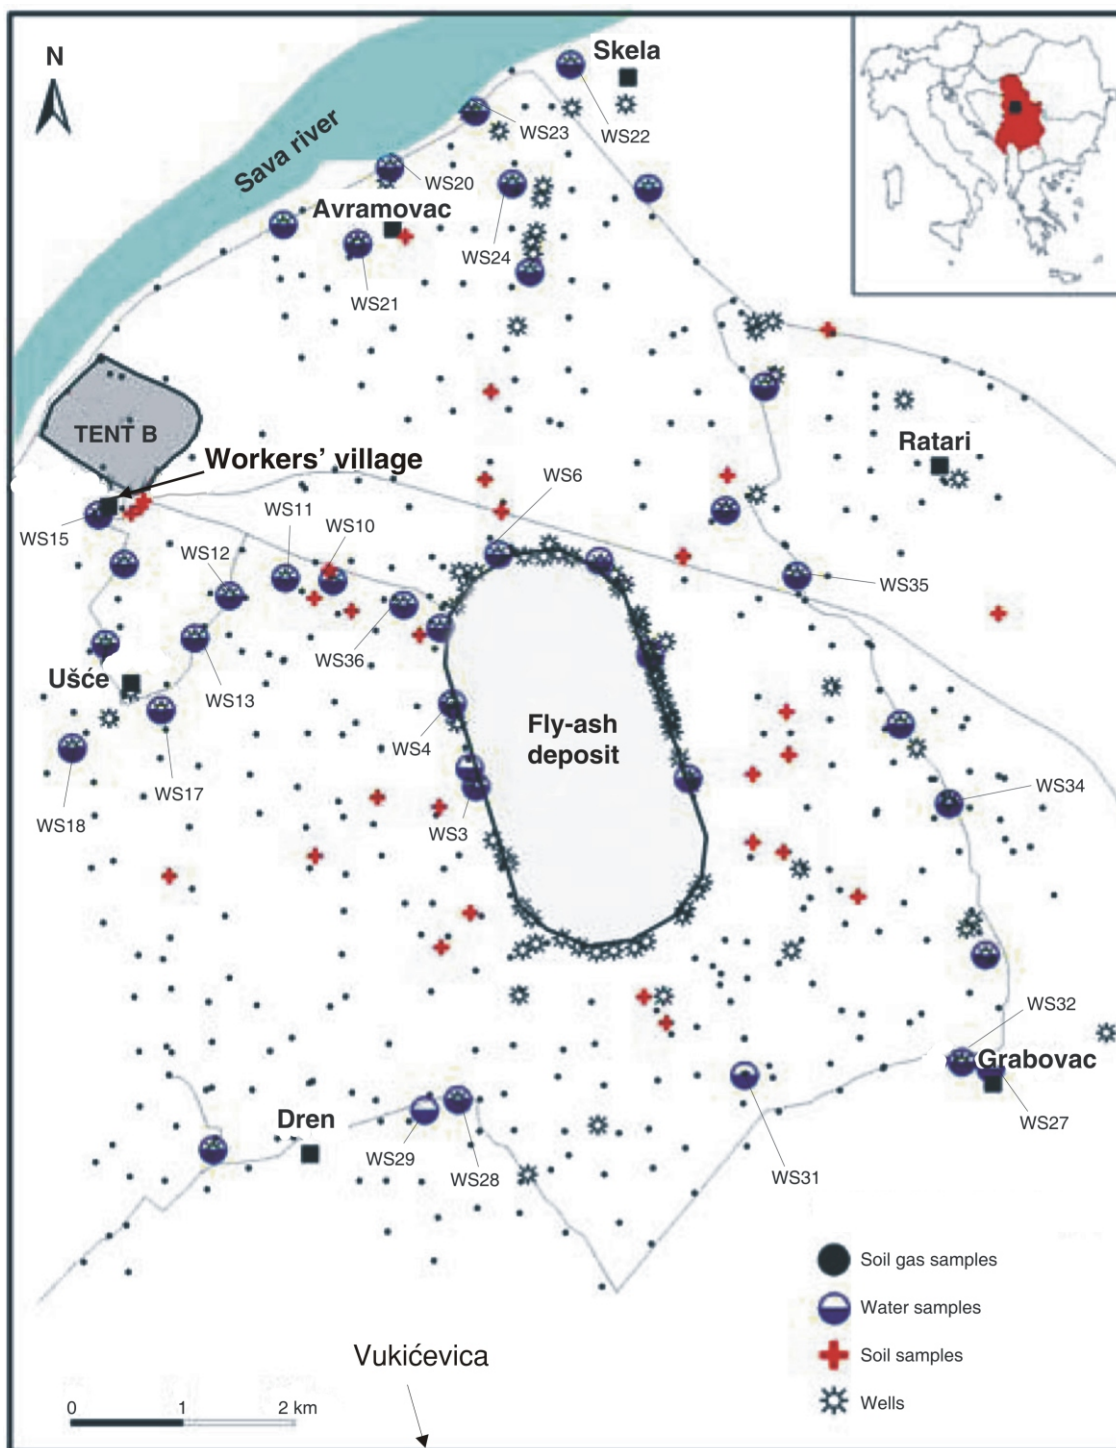 N
Skela
WS23
WS22
Sava river
WS20
Avramovac
WS24
WS21
TENT B
Workers’ village
Ratari
WS6
WS11
WS10
WS15
WS12
WS35
WS36
Ušće
WS13
WS4
Fly-ash
deposit
WS17
WS34
WS18
WS3
WS32
Grabovac
Dren
WS27
WS29
WS28
WS31
Soil gas samples
Water samples
Vukićevica
Soil samples
0 1 2 km
Wells